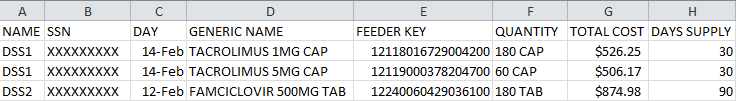 A B C D E F G H
NAME SSN DAY GENERIC NAME FEEDER KEY QUANTITY TOTAL COST DAYS SUPPLY
DSS1 XXXXXXXXX 14-Feb TACROLIMUS 1MG CAP 12118016729004200 180 CAP $526.25 30
DSS1 XXXXXXXXX 14-Feb TACROLIMUS 5MG CAP 12119000378204700 60 CAP $506.17 30
DSS2 XXXXXXXXX 12-Feb FAMCICLOVIR 500MG TAB 12240060429036100 180 TAB $874.98 90